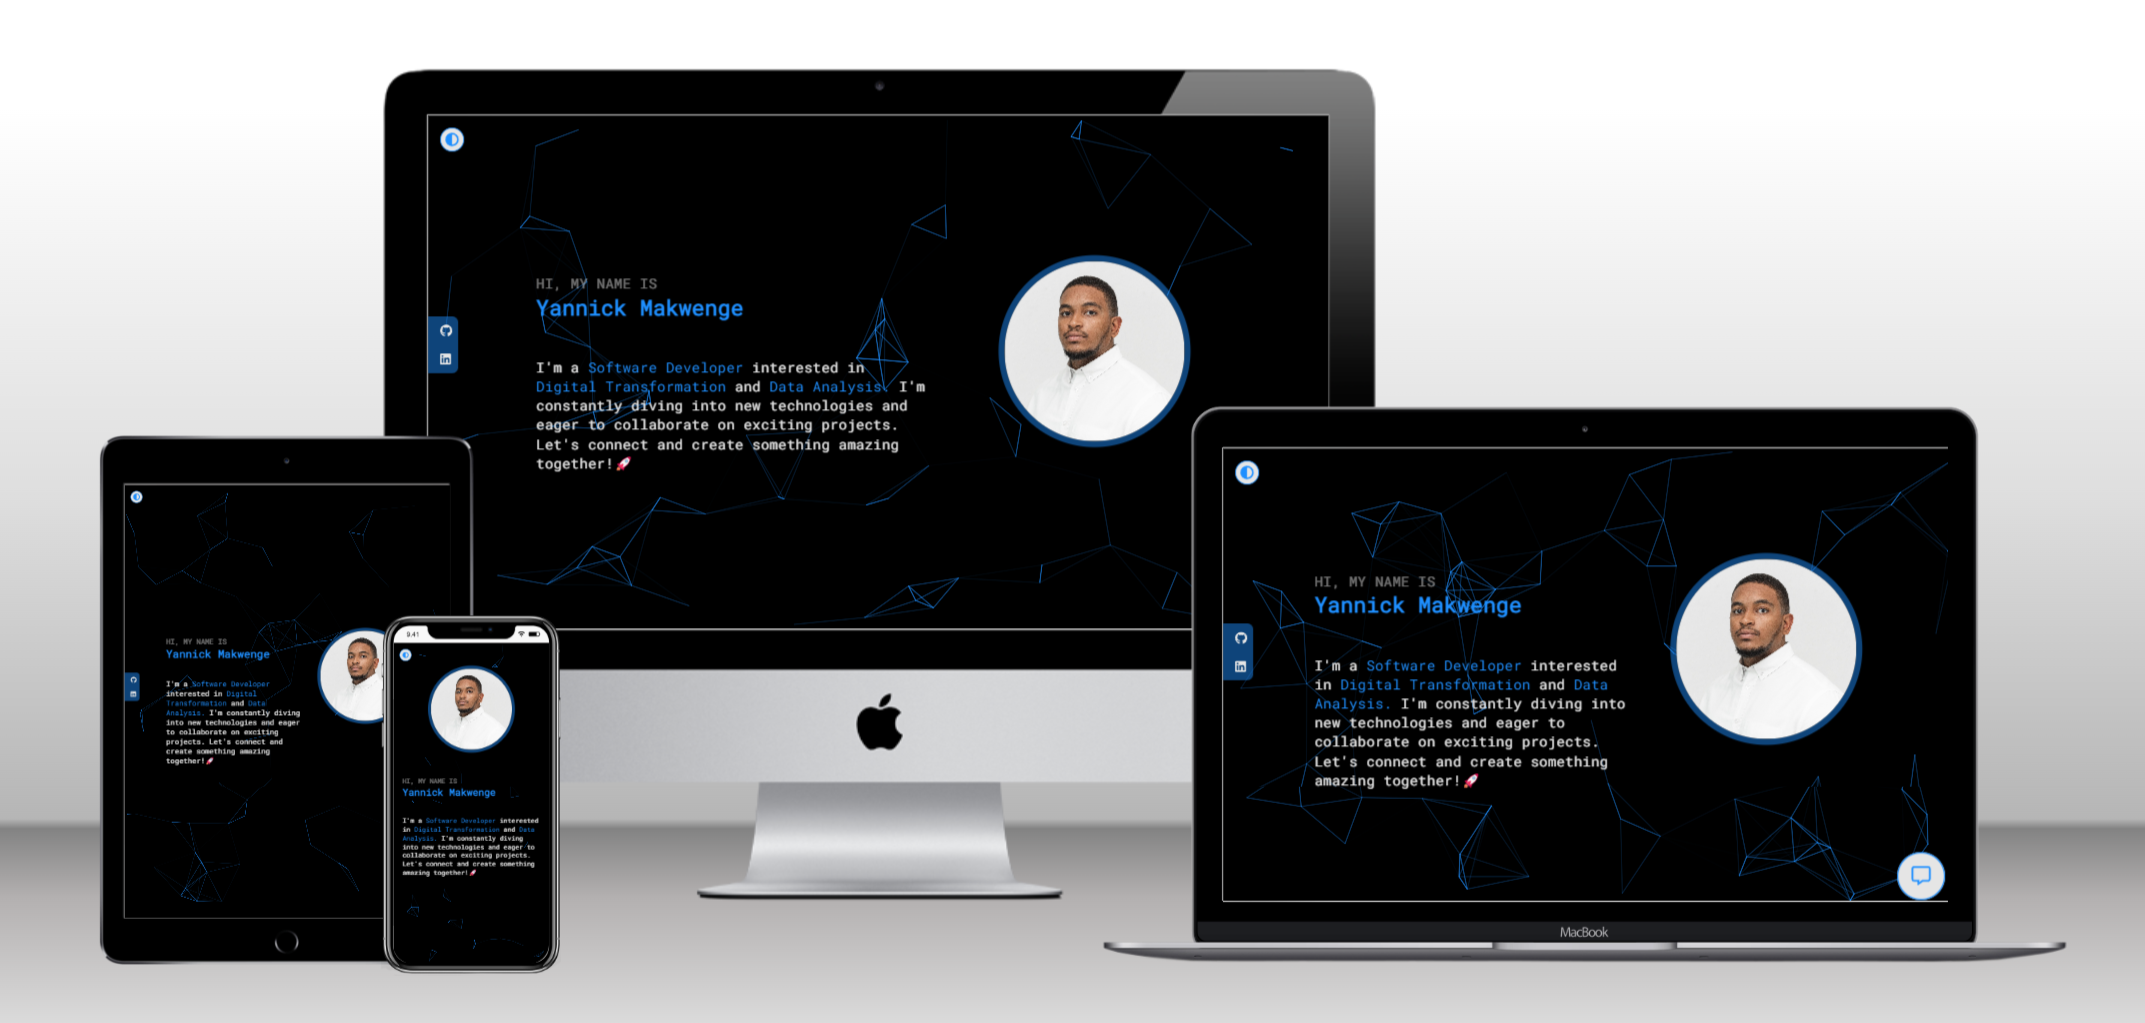 HI, MY NAME IS
Yannick Makwenge
I'm a Software Developer interested in
Digital Transformation and Data Analysis. I'm
constantly diving into new technologies and
eager to collaborate on exciting projects.
Let's connect and create something amazing
together!🚀
HI, MY NAME IS
Yannick Makwenge
I'm a Software Developer
interested in Digital
Transformation and Data
Analysis. I'm constantly diving
into new technologies and eager
to collaborate on exciting
projects. Let's connect and
create something amazing
together!🚀
9.41
HI, MY NAME IS
Yannick Makwenge
I'm a Software Developer interested
in Digital Transformation and Data
Analysis. I'm constantly diving
into new technologies and eager to
collaborate on exciting projects.
Let's connect and create something
amazing together!🚀
HI, MY NAME IS
Yannick Makwenge
I'm a Software Developer interested
in Digital Transformation and Data
Analysis. I'm constantly diving into
new technologies and eager to
collaborate on exciting projects.
Let's connect and create something
amazing together!🚀
MacBook